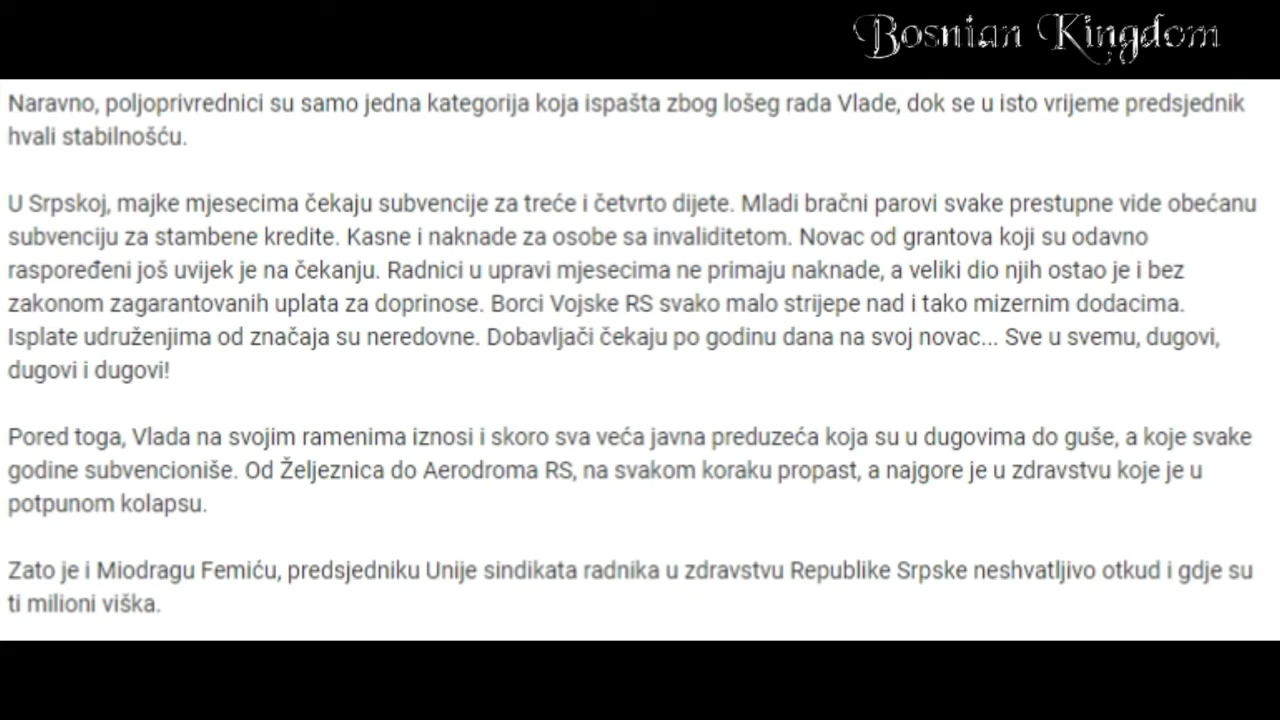 Bosnian Kingdom
Naravno, poljoprivrednici su samo jedna kategorija koja ispašta zbog lošeg rada Vlade, dok se u isto vrijeme predsjednik
hvali stabilnošću.
U Srpskoj, majke mjesecima čekaju subvencije za treće i četvrto dijete. Mladi bračni parovi svake prestupne vide obećanu
subvenciju za stambene kredite. Kasne i naknade za osobe sa invaliditetom. Novac od grantova koji su odavno
raspoređeni još uvijek je na čekanju. Radnici u upravi mjesecima ne primaju naknade, a veliki dio njih ostao je i bez
zakonom zagarantovanih uplata za doprinose. Borci Vojske RS svako malo strijepe nad i tako mizernim dodacima.
Isplate udruženjima od značaja su neredovne. Dobavljači čekaju po godinu dana na svoj novac... Sve u svemu, dugovi,
dugovi i dugovi!
Pored toga, Vlada na svojim ramenima iznosi i skoro sva veća javna preduzeća koja su u dugovima do guše, a koje svake
godine subvencioniše. Od Željeznica do Aerodroma RS, na svakom koraku propast, a najgore je u zdravstvu koje je u
potpunom kolapsu.
Zato je i Miodragu Femiću, predsjedniku Unije sindikata radnika u zdravstvu Republike Srpske neshvatljivo otkud i gdje su
ti milioni viška.